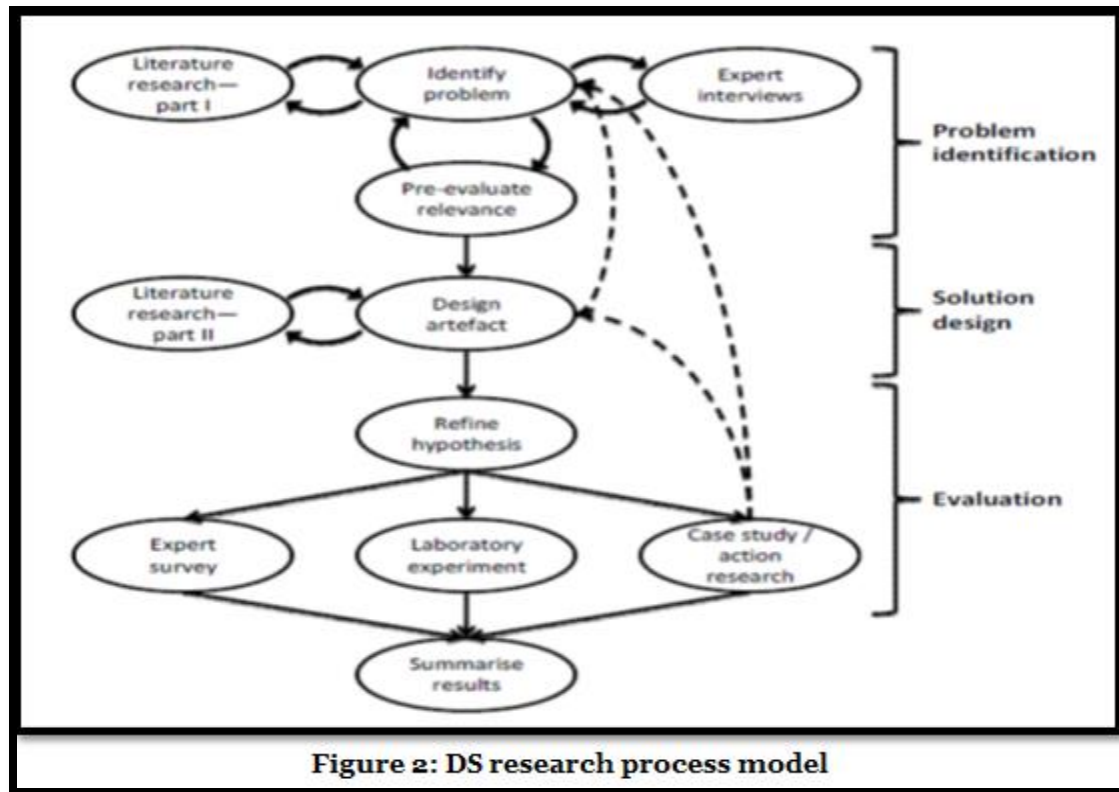 Literature
research—
part I
Identify
problem
Expert
interviews
Problem
identification
Pre-evaluate
relevance
Literature
research—
part II
Design
artefact
Solution
design
Refine
hypothesis
Evaluation
Expert
survey
Laboratory
experiment
Case study /
action
research
Summarise
results
Figure 2: DS research process model